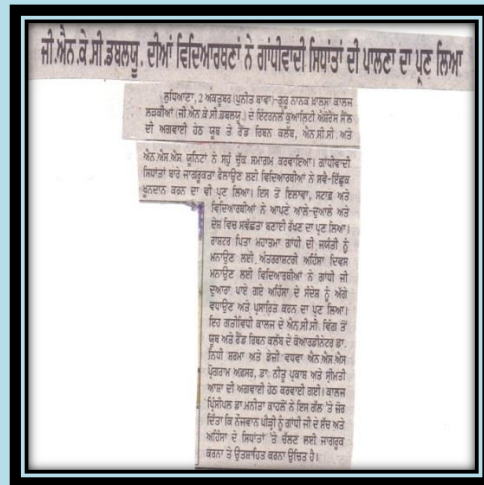 ਜੀ.ਐਨ.ਕੇ.ਸੀ.ਡਬਲਯੂ. ਦੀਆਂ ਵਿਦਿਆਰਥਣਾਂ ਨੇ ਗਾਂਧੀਵਾਦੀ ਸਿਧਾਂਤਾਂ ਦੀ ਪਾਲਣਾ ਦਾ ਪ੍ਰਣ ਲਿਆ
ਲੁਧਿਆਣਾ, 2 ਅਕਤੂਬਰ (ਪੁਨੀਤ ਬਾਵਾ)-ਗੁਰੂ ਨਾਨਕ ਖ਼ਾਲਸਾ ਕਾਲਜ
ਲੜਕੀਆਂ (ਜੀ.ਐਨ.ਕੇ.ਸੀ.ਡਬਲਯੂ.) ਦੇ ਇੰਟਰਨਲ ਕੁਆਲਿਟੀ ਐਸ਼ੋਰੈਂਸ ਸੈੱਲ
ਦੀ ਅਗਵਾਈ ਹੇਠ ਯੂਥ ਤੇ ਰੈੱਡ ਰਿਬਨ ਕਲੱਬ, ਐਨ.ਸੀ.ਸੀ. ਅਤੇ
ਐਨ.ਐਸ.ਐਸ. ਯੂਨਿਟਾਂ ਨੇ ਸਹੁੰ ਚੁੱਕ ਸਮਾਗਮ ਕਰਵਾਇਆ। ਗਾਂਧੀਵਾਦੀ
ਸਿਧਾਂਤਾਂ ਬਾਰੇ ਜਾਗਰੂਕਤਾ ਫੈਲਾਉਣ ਲਈ ਵਿਦਿਆਰਥੀਆਂ ਨੇ ਸਵੈ-ਇੱਛੁਕ
ਖੂਨਦਾਨ ਕਰਨ ਦਾ ਵੀ ਪ੍ਰਣ ਲਿਆ। ਇਸ ਤੋਂ ਇਲਾਵਾ, ਸਟਾਫ਼ ਅਤੇ
ਵਿਦਿਆਰਥੀਆਂ ਨੇ ਆਪਣੇ ਆਲੇ-ਦੁਆਲੇ ਅਤੇ
ਦੇਸ਼ ਵਿਚ ਸਵੱਛਤਾ ਬਣਾਈ ਰੱਖਣ ਦਾ ਪ੍ਰਣ ਲਿਆ।
ਰਾਸ਼ਟਰ ਪਿਤਾ ਮਹਾਤਮਾ ਗਾਂਧੀ ਦੀ ਜਯੰਤੀ ਨੂੰ
ਮਨਾਉਣ ਲਈ, ਅੰਤਰਰਾਸ਼ਟਰੀ ਅਹਿੰਸਾ ਦਿਵਸ
ਮਨਾਉਣ ਲਈ ਵਿਦਿਆਰਥੀਆਂ ਨੇ ਗਾਂਧੀ ਜੀ
ਦੁਆਰਾ ਪਾਏ ਗਏ ਅਹਿੰਸਾ ਦੇ ਸੰਦੇਸ਼ ਨੂੰ ਅੱਗੇ
ਵਧਾਉਣ ਅਤੇ ਪ੍ਰਸਾਰਿਤ ਕਰਨ ਦਾ ਪ੍ਰਣ ਲਿਆ।
ਇਹ ਗਤੀਵਿਧੀ ਕਾਲਜ ਦੇ ਐਨ.ਸੀ.ਸੀ. ਵਿੰਗ ਤੋਂ
ਯੂਥ ਅਤੇ ਰੈੱਡ ਰਿਬਨ ਕਲੱਬ ਦੇ ਕੋਆਰਡੀਨੇਟਰ ਡਾ.
ਨਿਧੀ ਸ਼ਰਮਾ ਅਤੇ ਡੇਜ਼ੀ ਵਧਵਾ ਐਨ.ਐਸ.ਐਸ.
ਪ੍ਰੋਗਰਾਮ ਅਫ਼ਸਰ, ਡਾ. ਨੀਤੂ ਪ੍ਰਕਾਸ਼ ਅਤੇ ਸ੍ਰੀਮਤੀ
ਆਸ਼ਾ ਦੀ ਅਗਵਾਈ ਹੇਠ ਕਰਵਾਈ ਗਈ। ਕਾਲਜ
ਪ੍ਰਿੰਸੀਪਲ ਡਾ.ਮਨੀਤਾ ਕਾਹਲੋਂ ਨੇ ਇਸ ਗੱਲ 'ਤੇ ਜ਼ੋਰ
ਦਿੱਤਾ ਕਿ ਨੌਜਵਾਨ ਪੀੜ੍ਹੀ ਨੂੰ ਗਾਂਧੀ ਜੀ ਦੇ ਸੱਚ ਅਤੇ
ਅਹਿੰਸਾ ਦੇ ਸਿਧਾਂਤਾਂ 'ਤੇ ਚੱਲਣ ਲਈ ਜਾਗਰੂਕ
ਕਰਨਾ ਤੇ ਉਤਸ਼ਾਹਿਤ ਕਰਨਾ ਉਚਿਤ ਹੈ।